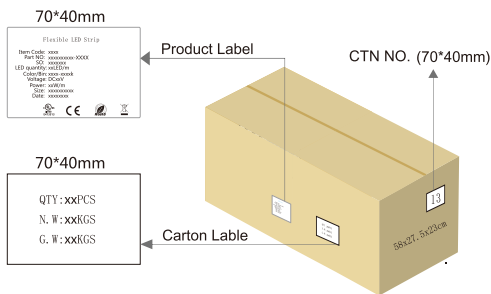 70*40mm
Flexible LED Strip
Item Code: xxxx
Part NO: xxxxxxxxxx-XXXX
SO: xxxxxxx
LED quantity: xxLED/m
Color/Bin: xxxx-xxxxk
Voltage: DCxxV
Power: xxW/m
Size: xxxxxxxxx
Date: xxxxxxxx
Product Label
CTN NO. (70*40mm)
70*40mm
QTY:xxPCS
N.W:xxKGS
G.W:xxKGS
Carton Lable
13
58x27.5x23cm